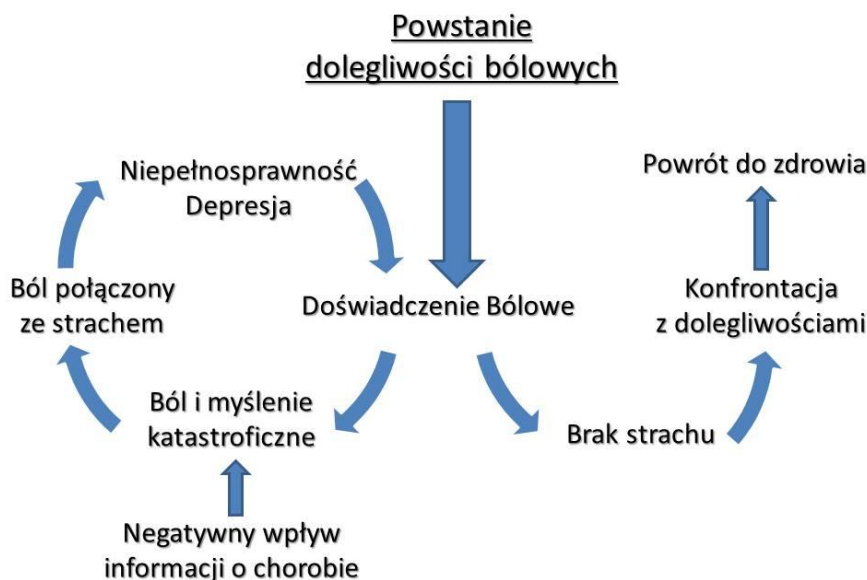 Powstanie
dolegliwości bólowych
Niepełnosprawność
Depresja
Powrót do zdrowia
Ból połączony
ze strachem
Doświadczenie Bólowe
Konfrontacja
z dolegliwościami
Ból i myślenie
katastroficzne
Brak strachu
Negatywny wpływ
informacji o chorobie